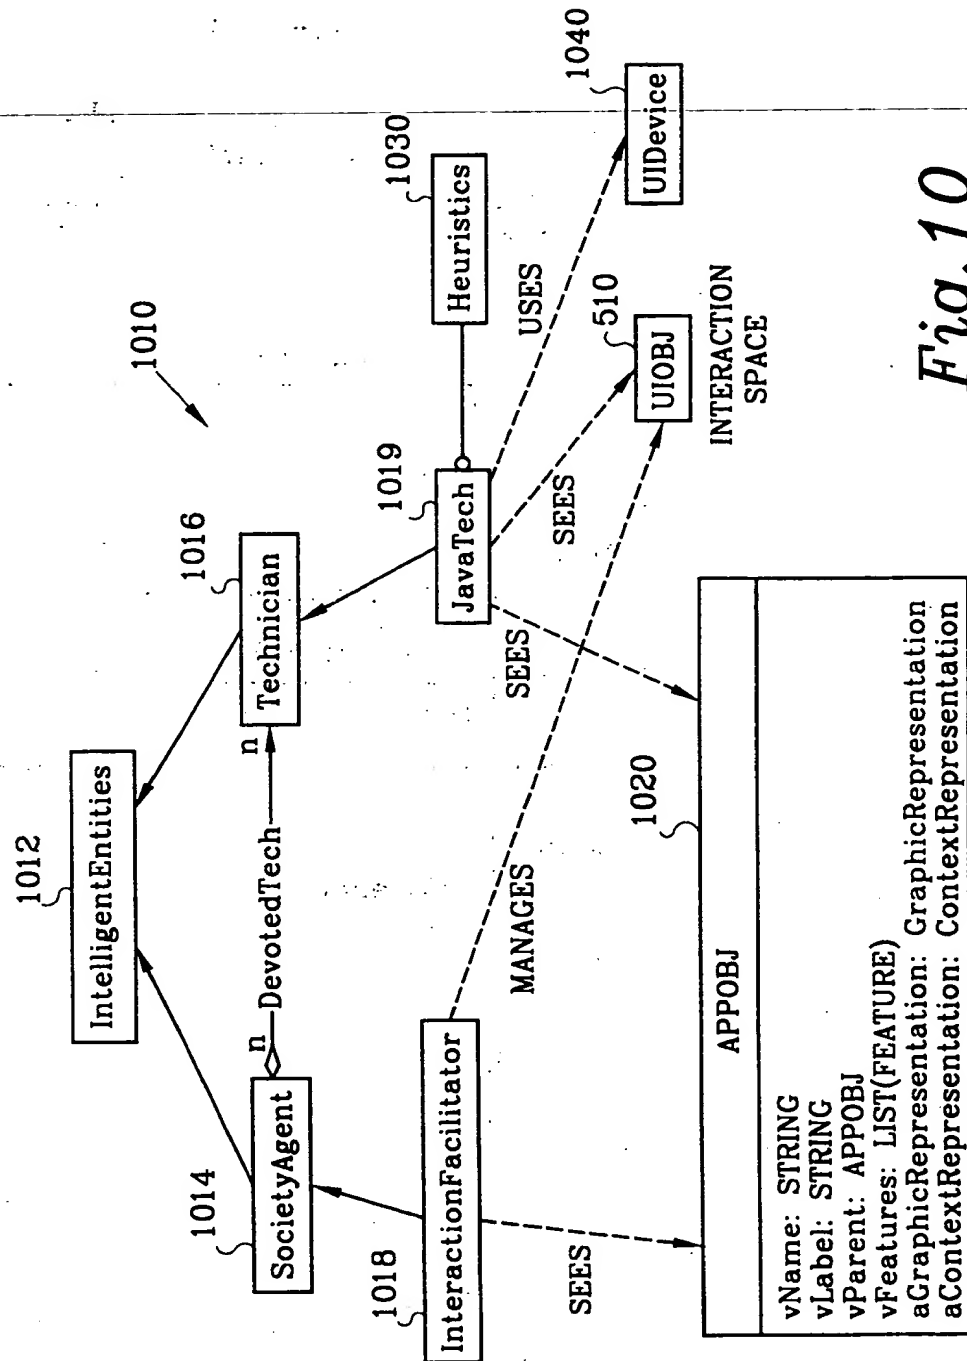 1010
1012
IntelligentEntities
1014
SocietyAgent
n
DevotedTech
n
1016
Technician
1018
InteractionFacilitator
1019
JavaTech
1030
Heuristics
SEES
MANAGES
SEES
SEES
USES
510
UIOBJ
INTERACTION
SPACE
1040
UIDevice
1020
APPOBJ
vName: STRING
vLabel: STRING
vParent: APPOBJ
vFeatures: LIST(FEATURE)
aGraphicRepresentation: GraphicRepresentation
aContextRepresentation: ContextRepresentation
Fig.10